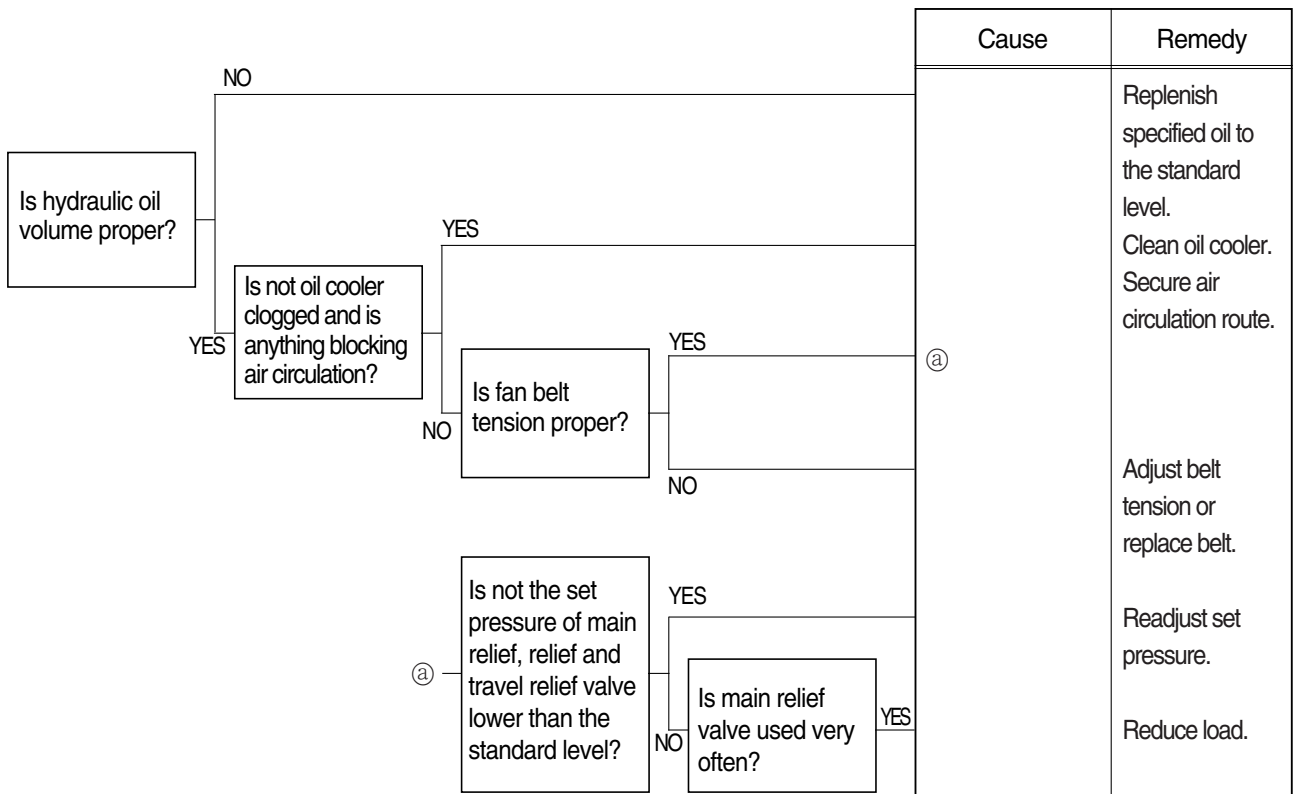 Cause
Remedy
NO
Replenish
specified oil to
the standard
level.
Is hydraulic oil
volume proper?
YES
Clean oil cooler.
Secure air
circulation route.
YES
Is not oil cooler
clogged and is
anything blocking
air circulation?
YES
ⓐ
NO
Is fan belt
tension proper?
NO
Adjust belt
tension or
replace belt.
ⓐ
Is not the set
pressure of main
relief, relief and
travel relief valve
lower than the
standard level?
YES
Readjust set
pressure.
NO
Is main relief
valve used very
often?
YES
Reduce load.